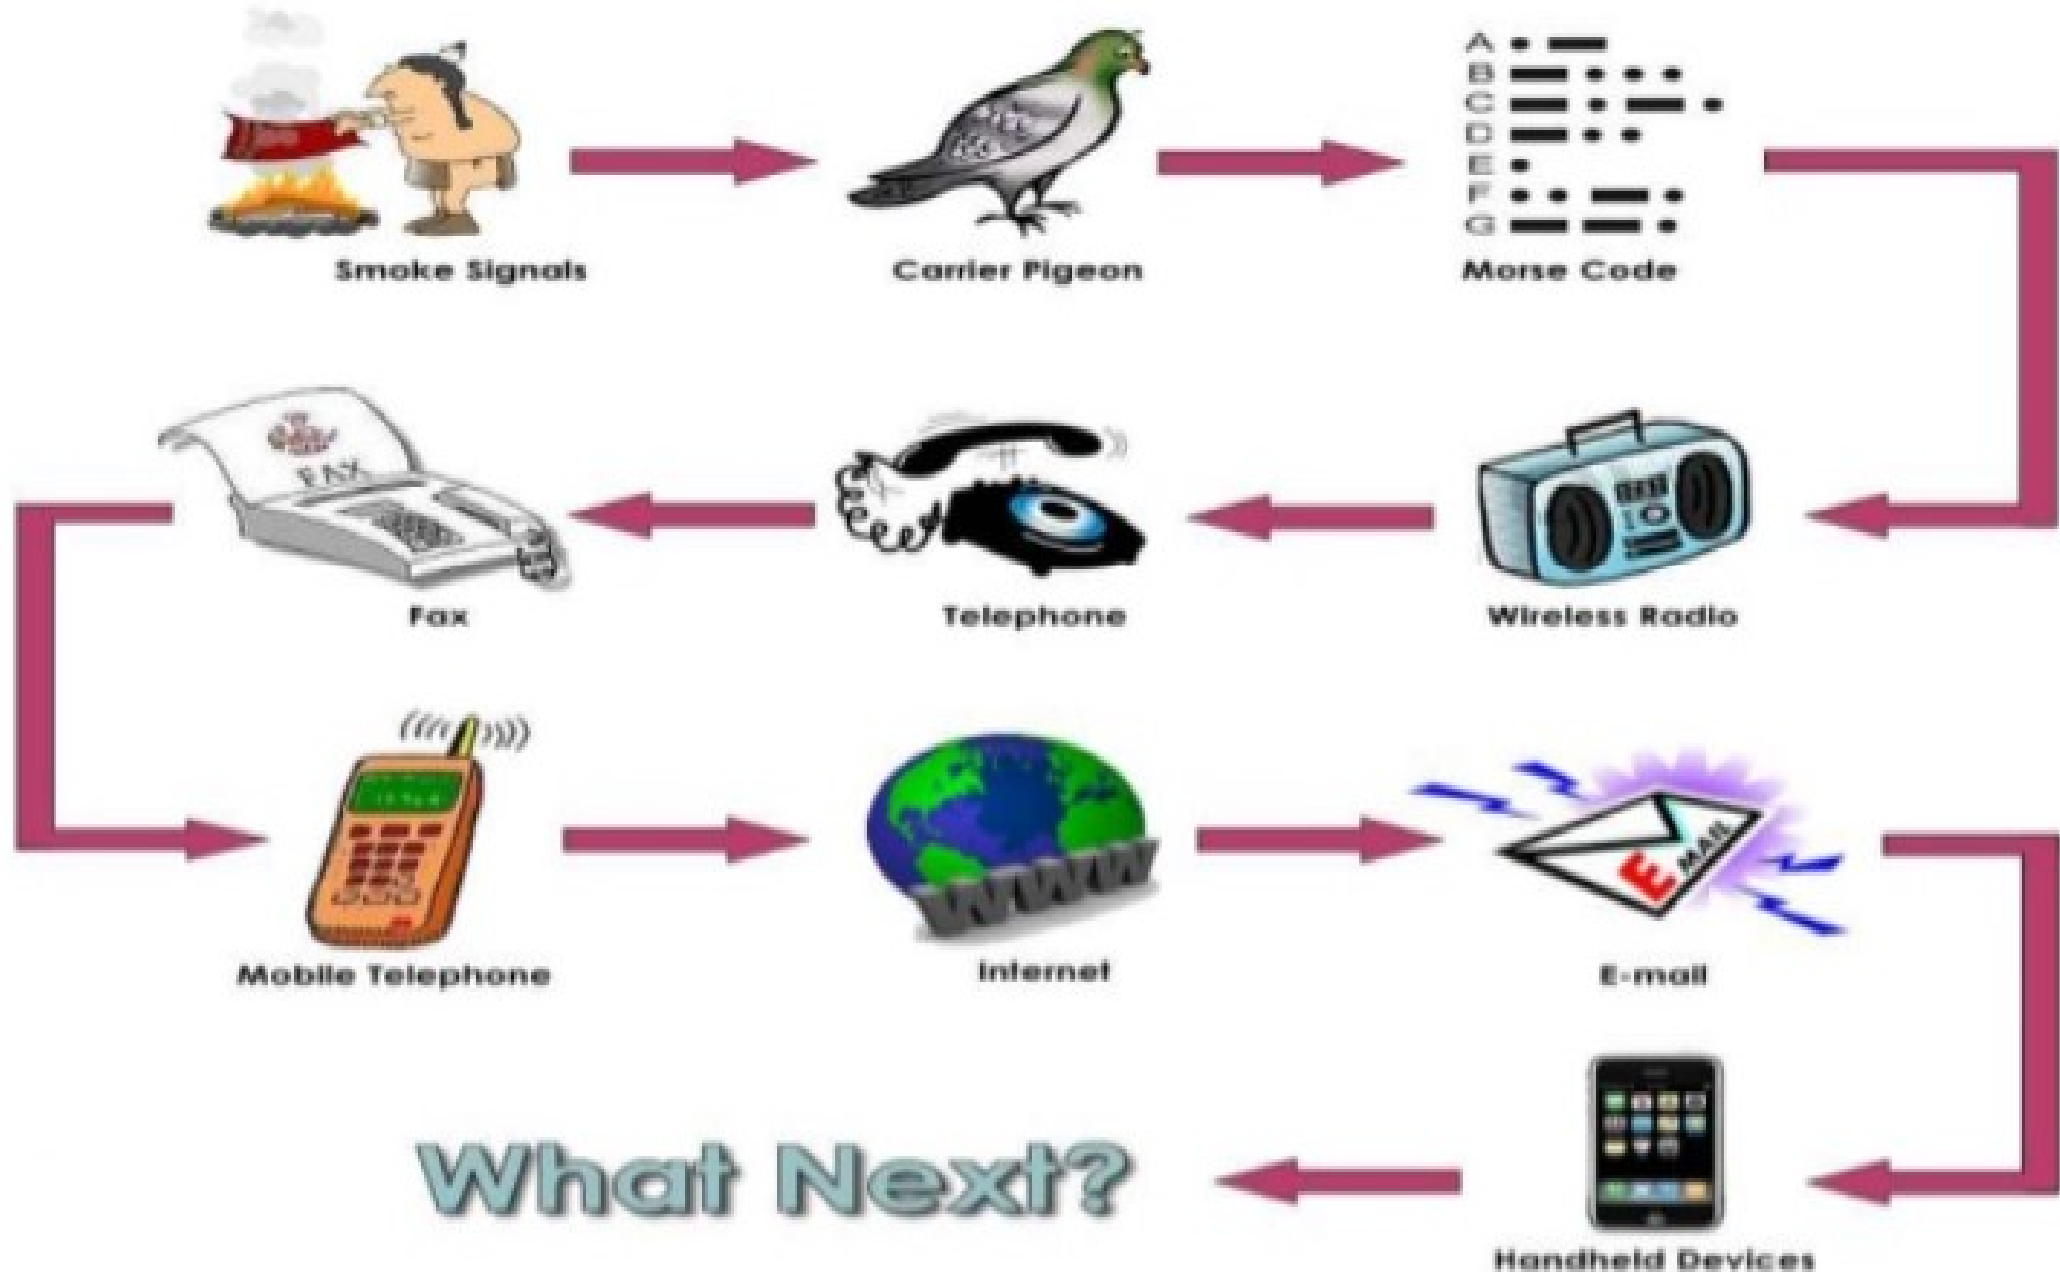 A
B
C
D
E
F
G
Smoke Signals
Carrier Pigeon
Morse Code
FAX
Fax
Telephone
Wireless Radio
WWW
E MAIL
Mobile Telephone
Internet
E-mail
What Next?
Handheld Devices